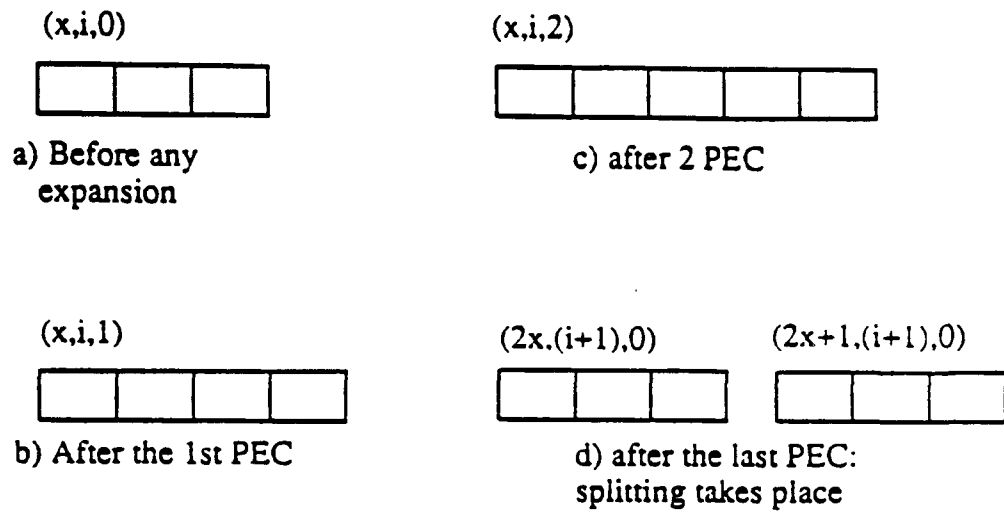 (x,i,0)
a) Before any
expansion
(x,i,2)
c) after 2 PEC
(x,i,1)
b) After the 1st PEC
(2x,(i+1),0)
(2x+1,(i+1),0)
d) after the last PEC:
splitting takes place